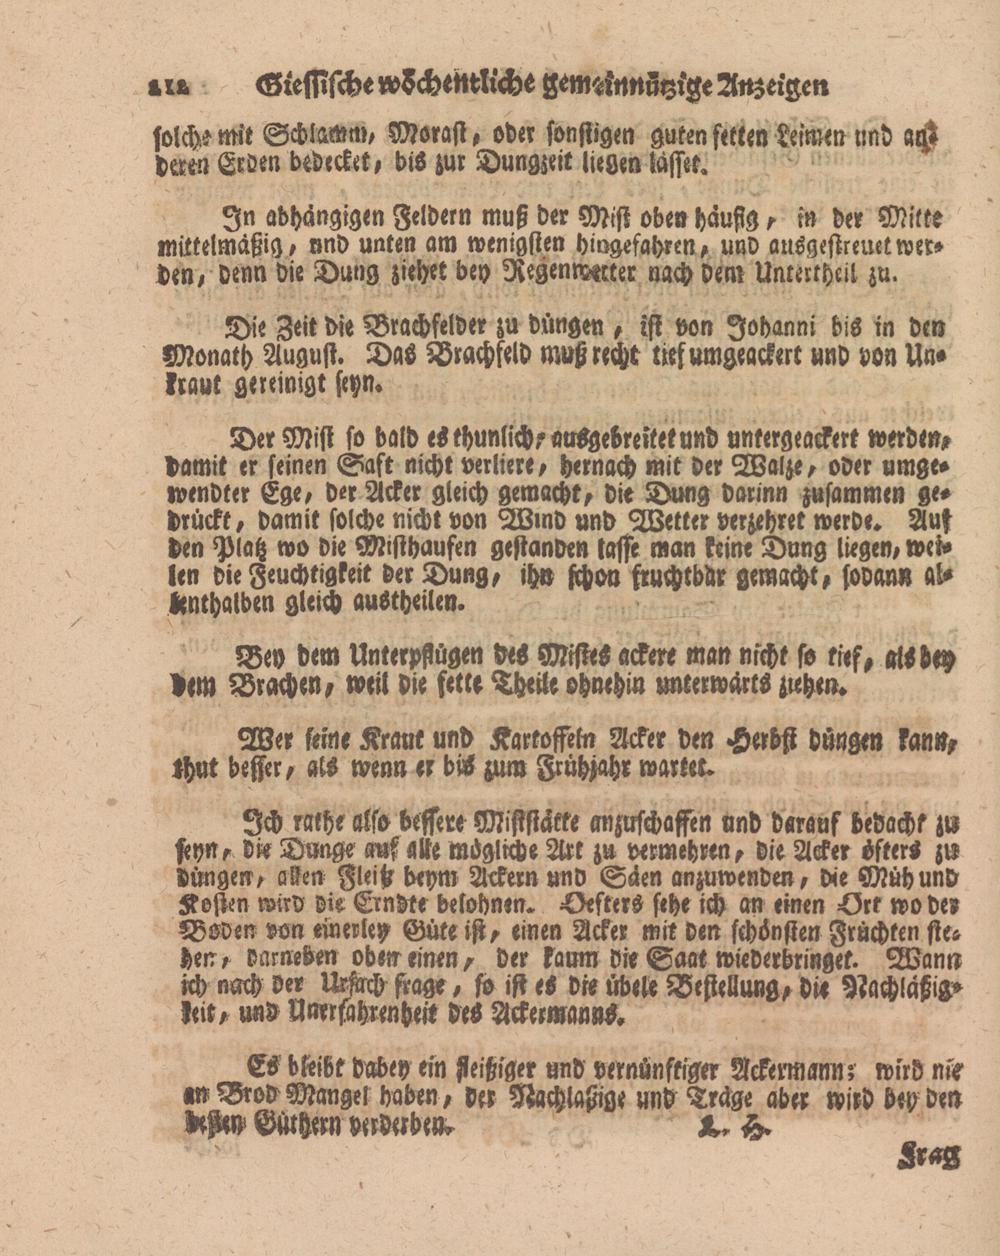 212 Giessische wöchentliche gemeinnützige Anzeigen
solche mit Schlamm, Morast, oder sonstigen guten fetten Leimen und an-
deren Erden bedecket, bis zur Dungzeit liegen lässet.
In abhängigen Feldern muß der Mist oben häufig, in der Mitte
mittelmäßig, und unten am wenigsten hingefahren, und ausgestreuet wer-
den, denn die Dung ziehet bey Regenwetter nach dem Untertheil zu.
Die Zeit die Brachfelder zu düngen, ist von Johanni bis in den
Monath August. Das Brachfeld muß recht tief umgeackert und von Un-
kraut gereinigt seyn.
Der Mist so bald es thunlich, ausgebreitet und untergeackert werden,
damit er seinen Saft nicht verliere, hernach mit der Walze, oder umge-
wendter Ege, der Acker gleich gemacht, die Dung darinn zusammen ge-
drückt, damit solche nicht von Wind und Wetter verzehret werde. Auf
den Platz wo die Misthaufen gestanden lasse man keine Dung liegen, wei-
len die Feuchtigkeit der Dung, ihn schon fruchtbar gemacht, sodann al-
lenthalben gleich austheilen.
Bey dem Unterpflügen des Mistes ackere man nicht so tief, als bey
dem Brachen, weil die fette Theile ohnehin unterwärts ziehen.
Wer seine Kraut und Kartoffeln Acker den Herbst düngen kann,
thut besser, als wenn er bis zum Frühjahr wartet.
Ich rathe also bessere Miststätte anzuschaffen und darauf bedacht zu
seyn, die Dunge auf alle mögliche Art zu vermehren, die Acker öfters zu
düngen, allen Fleiß beym Ackern und Säen anzuwenden, die Müh und
Kosten wird die Erndte belohnen. Oefters sehe ich an einen Ort wo der
Boden von einerley Güte ist, einen Acker mit den schönsten Früchten ste-
hen, darneben oben einen, der kaum die Saat wiederbringet. Wann
ich nach der Ursach frage, so ist es die übele Bestellung, die Nachläßig-
keit, und Unerfahrenheit des Ackermanns.
Es bleibt dabey ein fleißiger und vernünftiger Ackermann; wird nie
an Brod Mangel haben, der Nachläßige und Träge aber wird bey den
besten Güthern verderben. L. H.
Frag